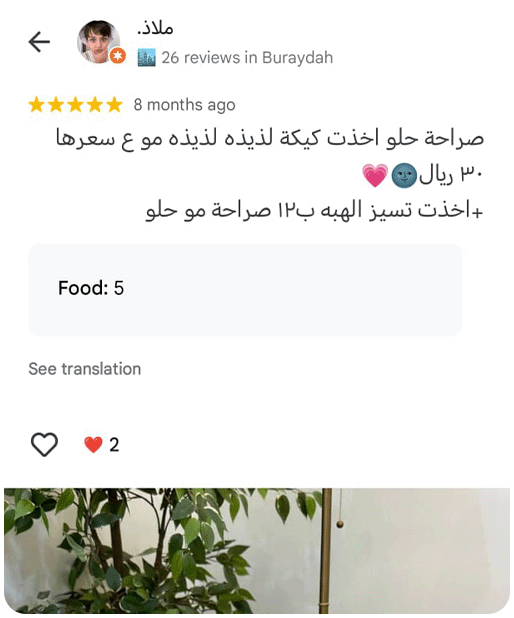 ملاذ.
26 reviews in Buraydah
8 months ago
صراحة حلو اخذت كيكة لذيذه لذيذه مو ع سعرها
٣٠ ريال🌚💗
+اخذت تسيز الهبه ب١٢ صراحة مو حلو
Food: 5
See translation
2